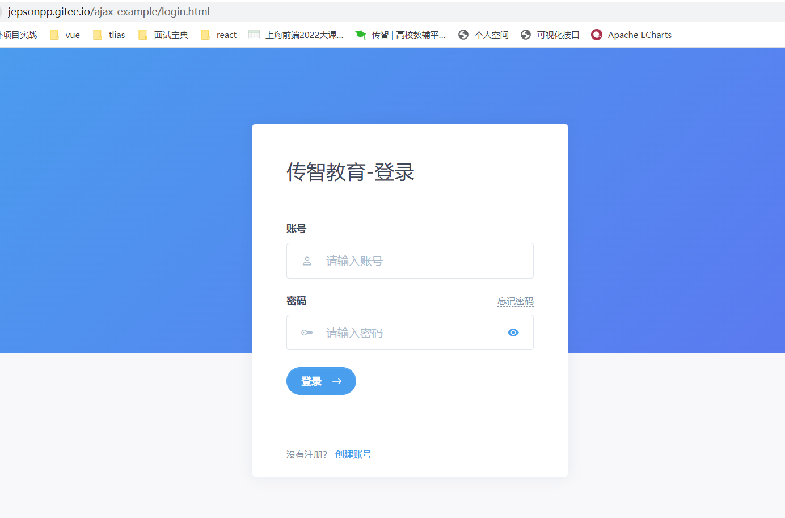 jepsonpp.gitee.io/ajax-example/login.html
项目实战 vue tlias 面试宝典 react 上海前端2022大课... 传智 | 高校教辅平... 个人空间 可视化接口 Apache ECharts
传智教育-登录
账号
请输入账号
密码 忘记密码
请输入密码
登录 →
没有注册? 创建账号